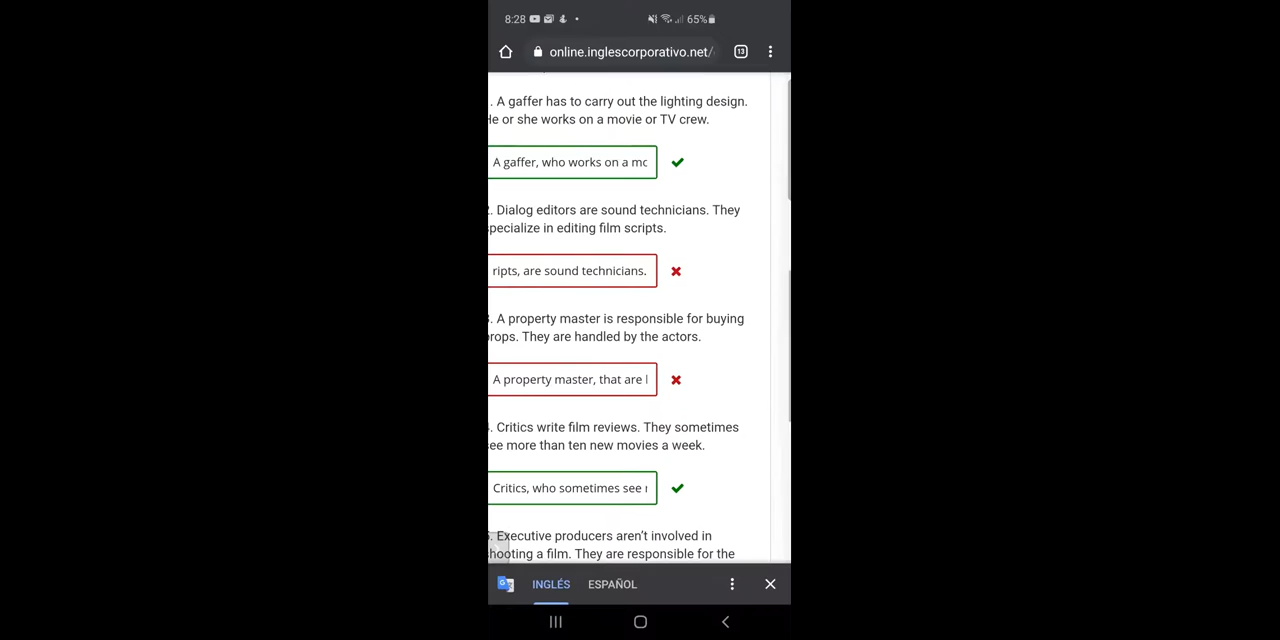 8:28
65%
online.inglescorporativo.net/
13
. A gaffer has to carry out the lighting design.
He or she works on a movie or TV crew.
A gaffer, who works on a mo
. Dialog editors are sound technicians. They
specialize in editing film scripts.
ripts, are sound technicians.
. A property master is responsible for buying
props. They are handled by the actors.
A property master, that are
. Critics write film reviews. They sometimes
see more than ten new movies a week.
Critics, who sometimes see
. Executive producers aren't involved in
shooting a film. They are responsible for the
INGLÉS ESPAÑOL